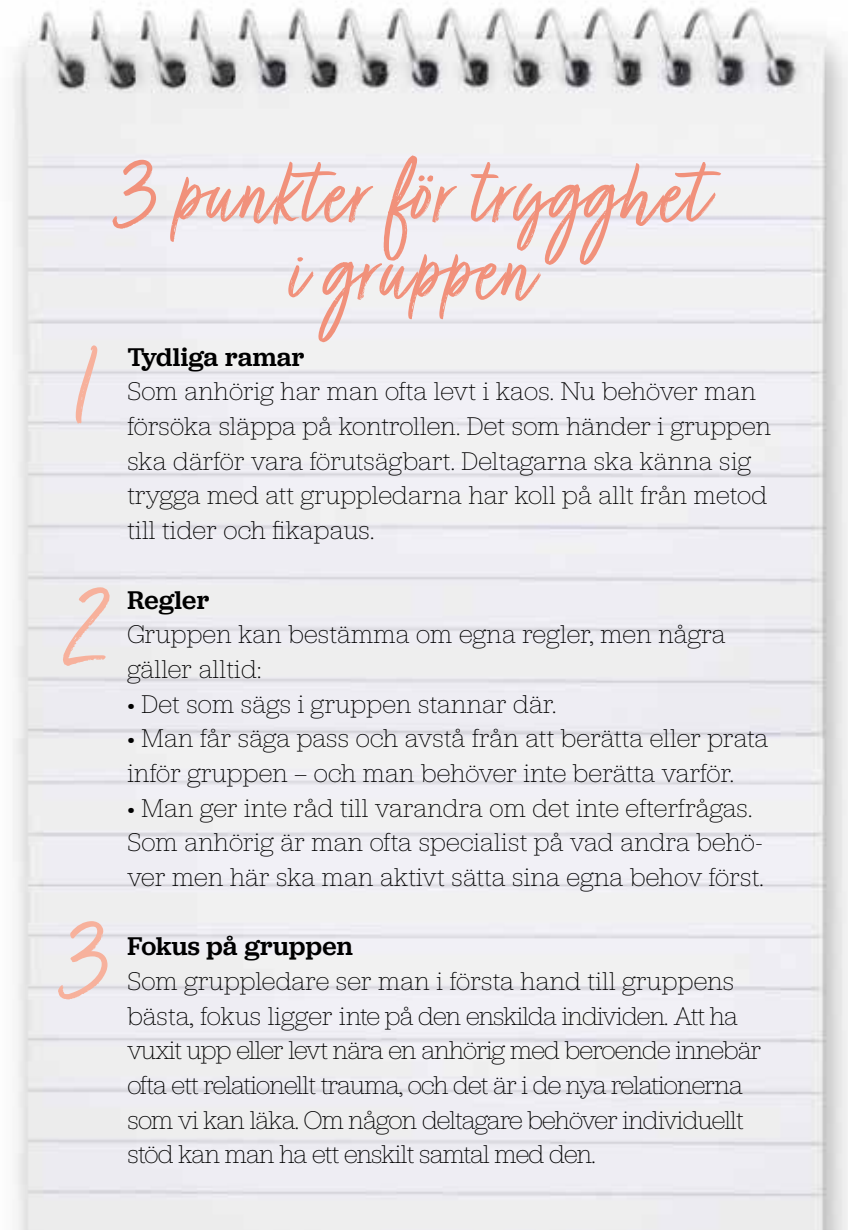 3 punkter för trygghet
i gruppen
1
Tydliga ramar
Som anhörig har man ofta levt i kaos. Nu behöver man
försöka släppa på kontrollen. Det som händer i gruppen
ska därför vara förutsägbart. Deltagarna ska känna sig
trygga med att gruppledarna har koll på allt från metod
till tider och fikapaus.
2
Regler
Gruppen kan bestämma om egna regler, men några
gäller alltid:
• Det som sägs i gruppen stannar där.
• Man får säga pass och avstå från att berätta eller prata
inför gruppen – och man behöver inte berätta varför.
• Man ger inte råd till varandra om det inte efterfrågas.
Som anhörig är man ofta specialist på vad andra behö-
ver men här ska man aktivt sätta sina egna behov först.
3
Fokus på gruppen
Som gruppledare ser man i första hand till gruppens
bästa, fokus ligger inte på den enskilda individen. Att ha
vuxit upp eller levt nära en anhörig med beroende innebär
ofta ett relationellt trauma, och det är i de nya relationerna
som vi kan läka. Om någon deltagare behöver individuellt
stöd kan man ha ett enskilt samtal med den.